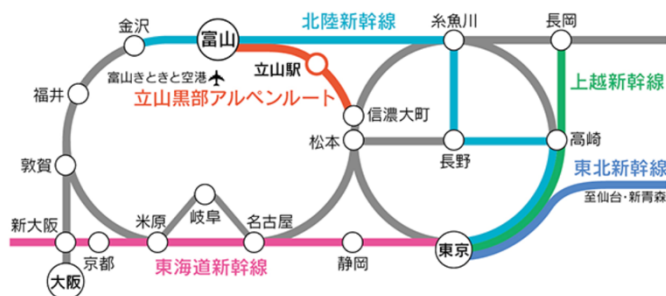 金沢
富山
北陸新幹線
糸魚川
長岡
立山駅
富山きときと空港
上越新幹線
福井
立山黒部アルペンルート
信濃大町
松本
長野
高崎
敦賀
東北新幹線
至仙台・新青森
岐阜
新大阪
米原
名古屋
東京
京都
東海道新幹線
静岡
大阪